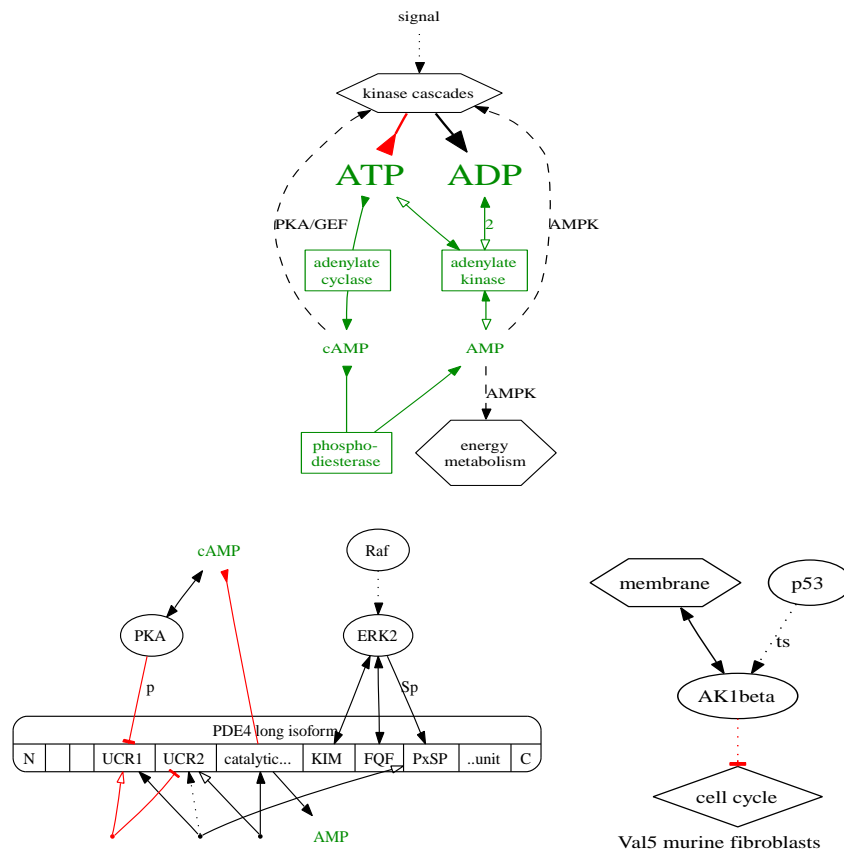 signal
kinase cascades
ATP ADP
PKA/GEF 2 AMPK
adenylate
cyclase
adenylate
kinase
cAMP AMP
AMPK
phospho-
diesterase
energy
metabolism
cAMP Raf
membrane p53
PKA ERK2
ts
p Sp
AK1beta
PDE4 long isoform
N UCR1 UCR2 catalytic... KIM FQF PxSP ..unit C
cell cycle
AMP
Val5 murine fibroblasts